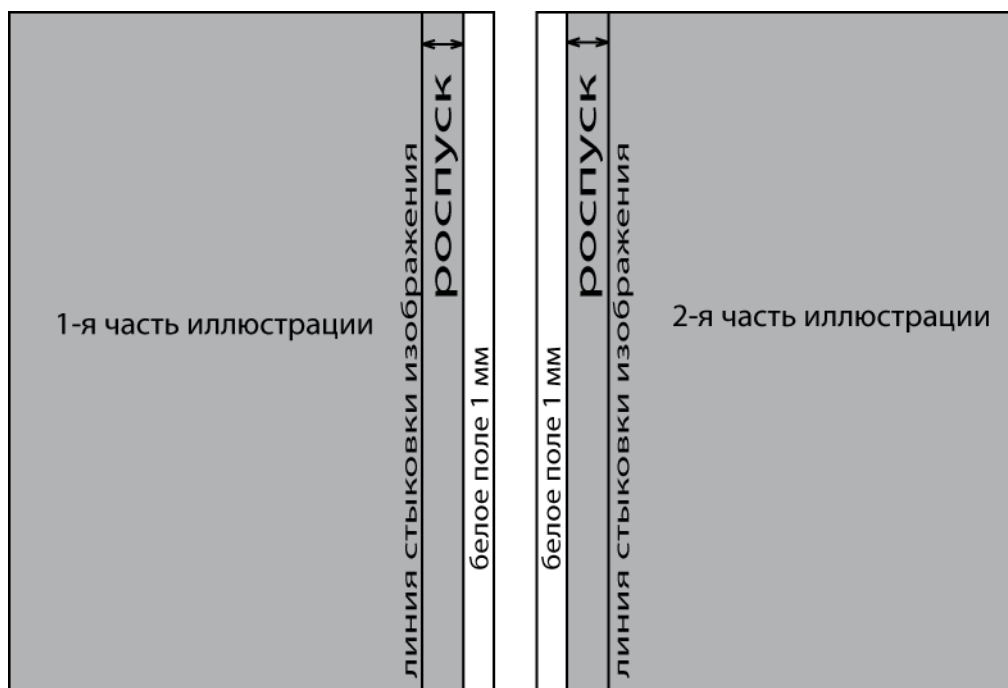 1-я часть иллюстрации
линия стыковки изображения
роспуск
белое поле 1 мм
белое поле 1 мм
роспуск
линия стыковки изображения
2-я часть иллюстрации